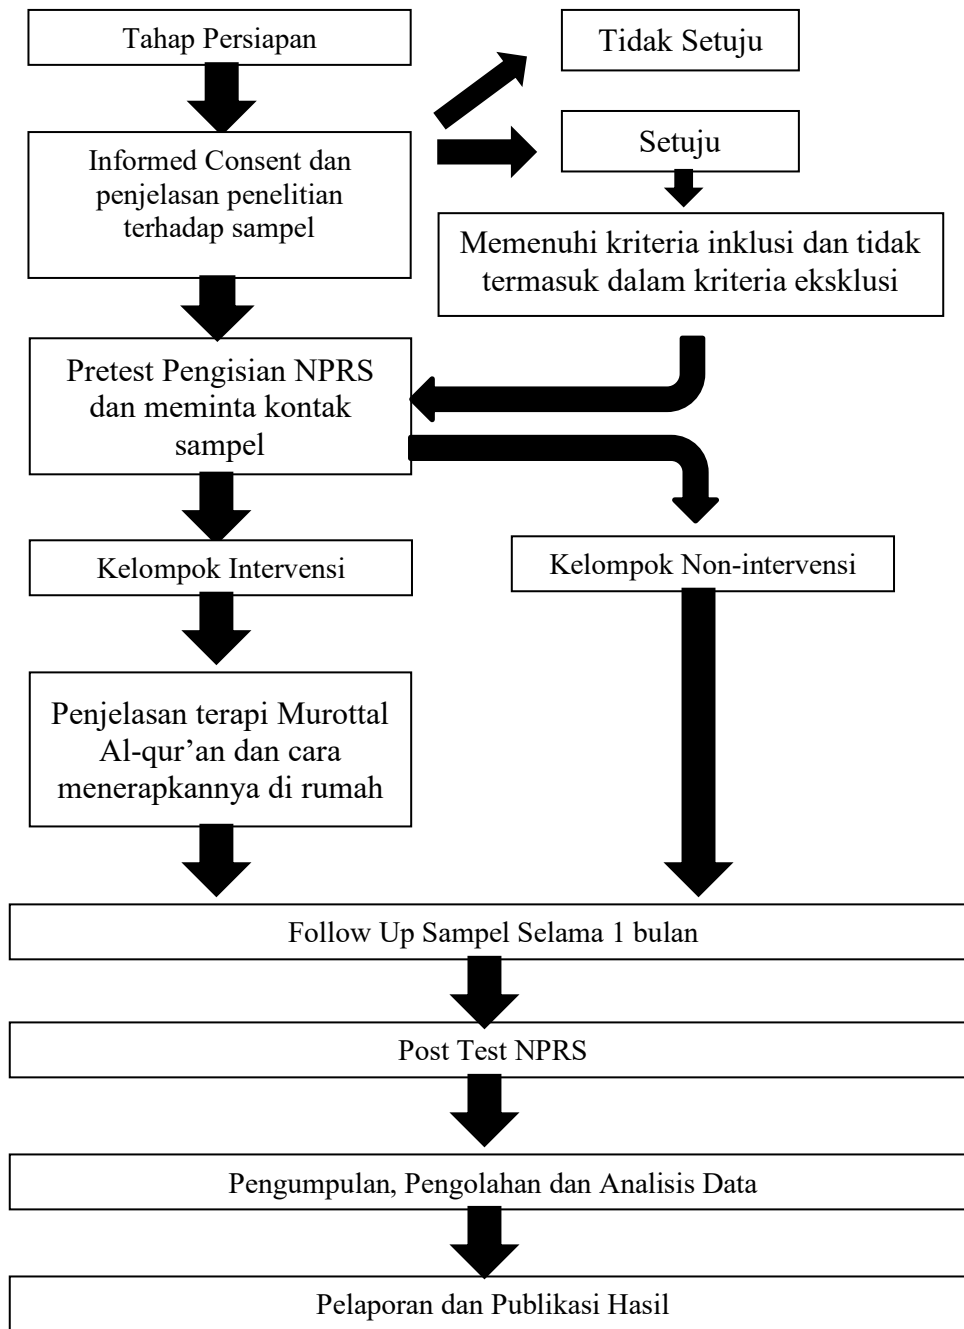 Tahap Persiapan
Tidak Setuju
Setuju
Informed Consent dan
penjelasan penelitian
terhadap sampel
Memenuhi kriteria inklusi dan tidak
termasuk dalam kriteria eksklusi
Pretest Pengisian NPRS
dan meminta kontak
sampel
Kelompok Intervensi
Kelompok Non-intervensi
Penjelasan terapi Murottal
Al-qur’an dan cara
menerapkannya di rumah
Follow Up Sampel Selama 1 bulan
Post Test NPRS
Pengumpulan, Pengolahan dan Analisis Data
Pelaporan dan Publikasi Hasil